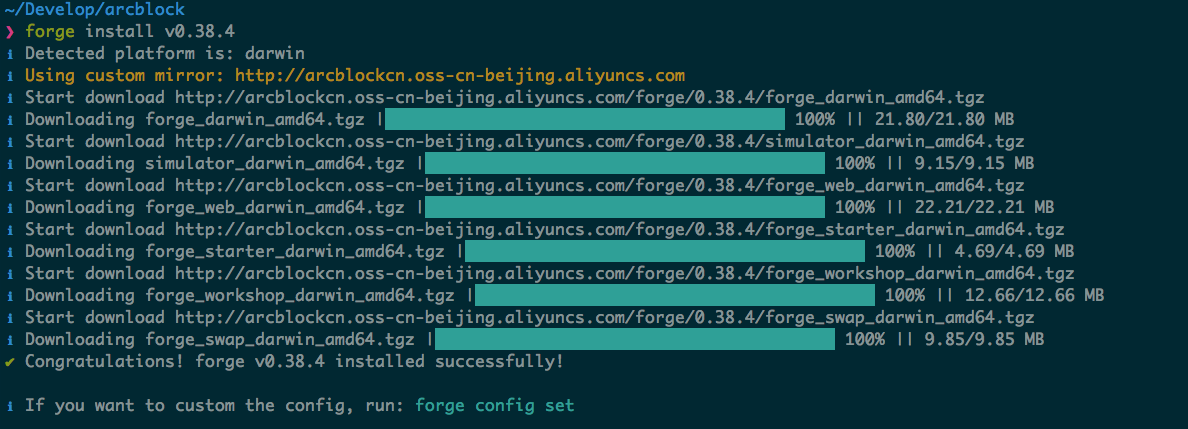 ~/Develop/arcblock
❯ forge install v0.38.4
ℹ Detected platform is: darwin
ℹ Using custom mirror: http://arcblockcn.oss-cn-beijing.aliyuncs.com
ℹ Start download http://arcblockcn.oss-cn-beijing.aliyuncs.com/forge/0.38.4/forge_darwin_amd64.tgz
ℹ Downloading forge_darwin_amd64.tgz | 100% || 21.80/21.80 MB
ℹ Start download http://arcblockcn.oss-cn-beijing.aliyuncs.com/forge/0.38.4/simulator_darwin_amd64.tgz
ℹ Downloading simulator_darwin_amd64.tgz | 100% || 9.15/9.15 MB
ℹ Start download http://arcblockcn.oss-cn-beijing.aliyuncs.com/forge/0.38.4/forge_web_darwin_amd64.tgz
ℹ Downloading forge_web_darwin_amd64.tgz | 100% || 22.21/22.21 MB
ℹ Start download http://arcblockcn.oss-cn-beijing.aliyuncs.com/forge/0.38.4/forge_starter_darwin_amd64.tgz
ℹ Downloading forge_starter_darwin_amd64.tgz | 100% || 4.69/4.69 MB
ℹ Start download http://arcblockcn.oss-cn-beijing.aliyuncs.com/forge/0.38.4/forge_workshop_darwin_amd64.tgz
ℹ Downloading forge_workshop_darwin_amd64.tgz | 100% || 12.66/12.66 MB
ℹ Start download http://arcblockcn.oss-cn-beijing.aliyuncs.com/forge/0.38.4/forge_swap_darwin_amd64.tgz
ℹ Downloading forge_swap_darwin_amd64.tgz | 100% || 9.85/9.85 MB
✔ Congratulations! forge v0.38.4 installed successfully!
ℹ If you want to custom the config, run: forge config set